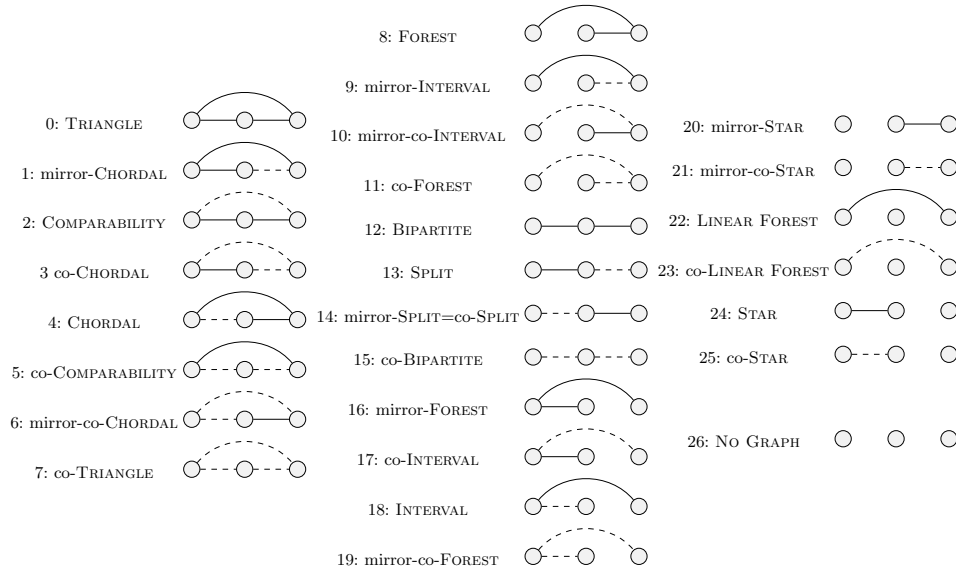 0: Triangle
1: mirror-Chordal
2: Comparability
3 co-Chordal
4: Chordal
5: co-Comparability
6: mirror-co-Chordal
7: co-Triangle
8: Forest
9: mirror-Interval
10: mirror-co-Interval
11: co-Forest
12: Bipartite
13: Split
14: mirror-Split=co-Split
15: co-Bipartite
16: mirror-Forest
17: co-Interval
18: Interval
19: mirror-co-Forest
20: mirror-Star
21: mirror-co-Star
22: Linear Forest
23: co-Linear Forest
24: Star
25: co-Star
26: No Graph